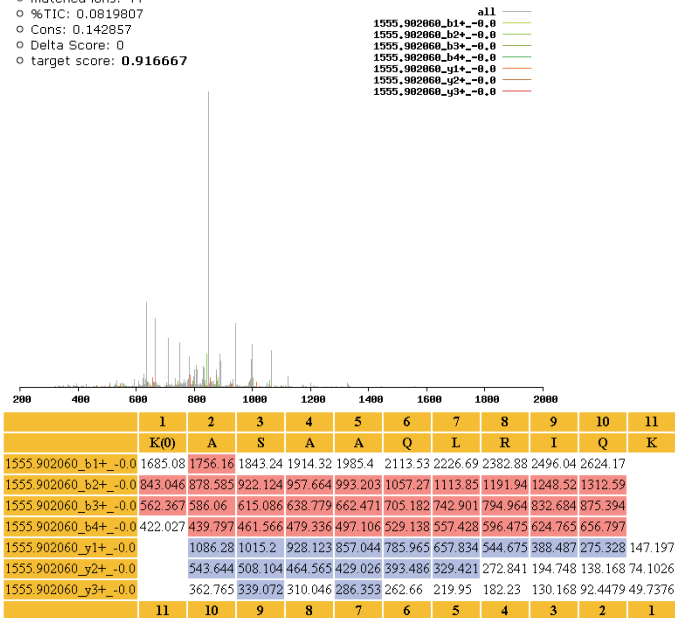 %TIC: 0.0819807
Cons: 0.142857
Delta Score: 0
target score: 0.916667
all
1555.902060_b1+_-0.0
1555.902060_b2+_-0.0
1555.902060_b3+_-0.0
1555.902060_b4+_-0.0
1555.902060_y1+_-0.0
1555.902060_y2+_-0.0
1555.902060_y3+_-0.0
200 400 600 800 1000 1200 1400 1600 1800 2000
1 2 3 4 5 6 7 8 9 10 11
K(0) A S A A Q L R I Q K
1555.902060_b1+_-0.0 1685.08 1756.16 1843.24 1914.32 1985.4 2113.53 2226.69 2382.88 2496.04 2624.17
1555.902060_b2+_-0.0 843.046 878.585 922.124 957.664 993.203 1057.27 1113.85 1191.94 1248.52 1312.59
1555.902060_b3+_-0.0 562.367 586.06 615.086 638.779 662.471 705.182 742.901 794.964 832.684 875.394
1555.902060_b4+_-0.0 422.027 439.797 461.566 479.336 497.106 529.138 557.428 596.475 624.765 656.797
1555.902060_y1+_-0.0 1086.28 1015.2 928.123 857.044 785.965 657.834 544.675 388.487 275.328 147.197
1555.902060_y2+_-0.0 543.644 508.104 464.565 429.026 393.486 329.421 272.841 194.748 138.168 74.1026
1555.902060_y3+_-0.0 362.765 339.072 310.046 286.353 262.66 219.95 182.23 130.168 92.4479 49.7376
11 10 9 8 7 6 5 4 3 2 1